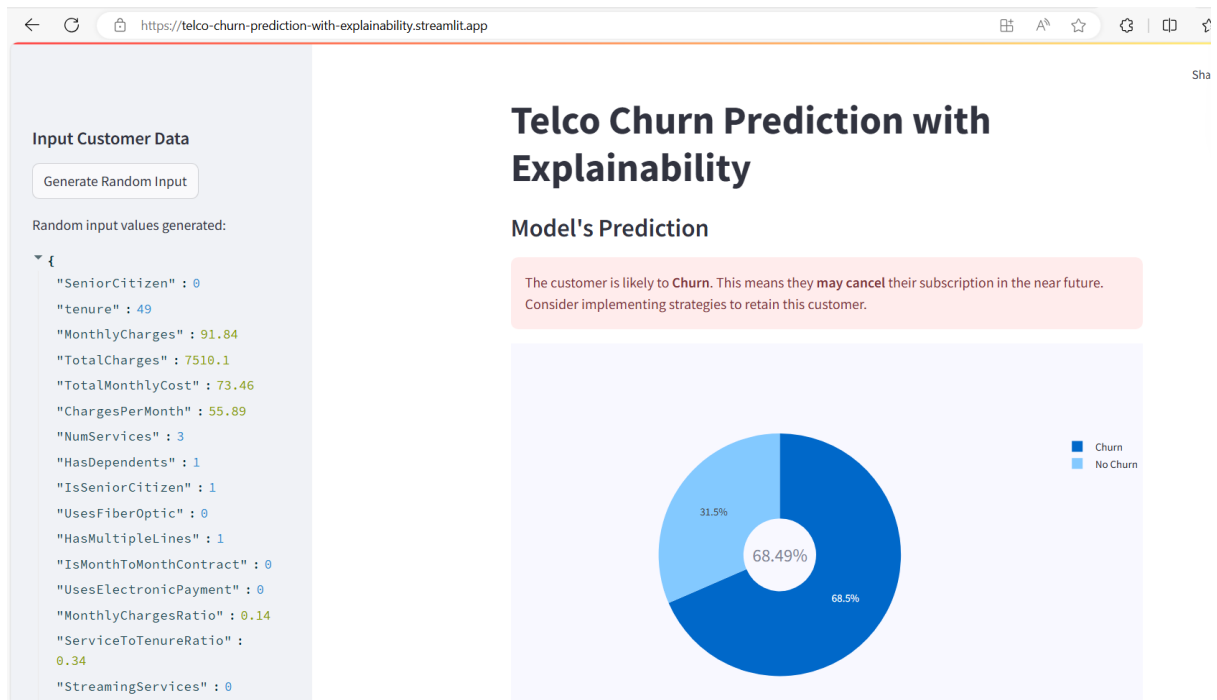 https://telco-churn-prediction-with-explainability.streamlit.app
Sha
Input Customer Data
Generate Random Input
Random input values generated:
{
"SeniorCitizen" : 0
"tenure" : 49
"MonthlyCharges" : 91.84
"TotalCharges" : 7510.1
"TotalMonthlyCost" : 73.46
"ChargesPerMonth" : 55.89
"NumServices" : 3
"HasDependents" : 1
"IsSeniorCitizen" : 1
"UsesFiberOptic" : 0
"HasMultipleLines" : 1
"IsMonthToMonthContract" : 0
"UsesElectronicPayment" : 0
"MonthlyChargesRatio" : 0.14
"ServiceToTenureRatio" :
0.34
"StreamingServices" : 0
Telco Churn Prediction with
Explainability
Model's Prediction
The customer is likely to Churn. This means they may cancel their subscription in the near future.
Consider implementing strategies to retain this customer.
Churn
No Churn
31.5%
68.49%
68.5%